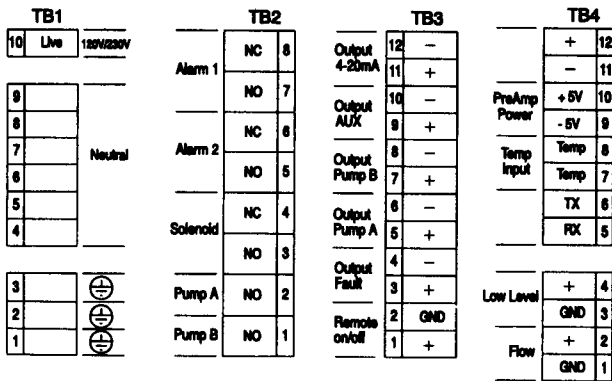 TB1
10 Live 120V/230V
9
8
7 Neutral
6
5
4
3
2
1
TB2
Alarm 1 NC 8
NO 7
Alarm 2 NC 6
NO 5
Solenoid NC 4
NO 3
Pump A NO 2
Pump B NO 1
TB3
Output 12 −
4-20mA 11 +
Output 10 −
AUX 9 +
Output 8 −
Pump B 7 +
Output 6 −
Pump A 5 +
Output 4 −
Fault 3 +
Remote 2 GND
on/off 1 +
TB4
+ 12
− 11
PreAmp +5V 10
Power -5V 9
Temp Temp 8
Input Temp 7
TX 6
RX 5
Low Level + 4
GND 3
Flow + 2
GND 1